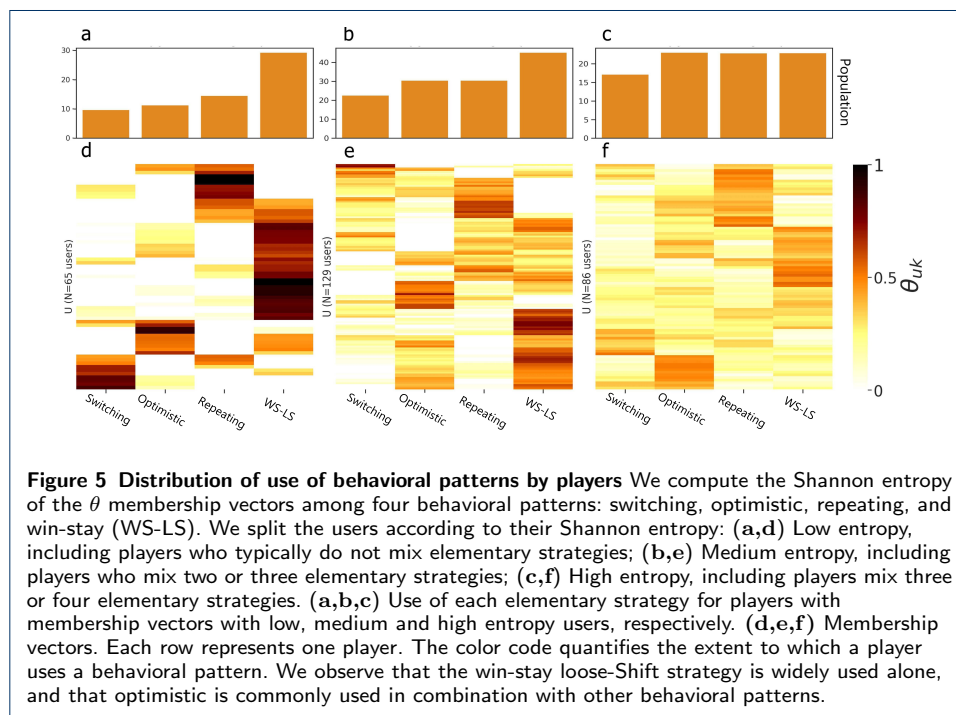 a
b
c
30
20
10
0
40
30
20
10
0
20
15
10
5
0
Population
d
e
f
U (N=65 users)
U (N=129 users)
U (N=86 users)
1
0.5
0
θuk
Switching
Optimistic
Repeating
WS-LS
Switching
Optimistic
Repeating
WS-LS
Switching
Optimistic
Repeating
WS-LS
Figure 5 Distribution of use of behavioral patterns by players We compute the Shannon entropy
of the θ membership vectors among four behavioral patterns: switching, optimistic, repeating, and
win-stay (WS-LS). We split the users according to their Shannon entropy: (a,d) Low entropy,
including players who typically do not mix elementary strategies; (b,e) Medium entropy, including
players who mix two or three elementary strategies; (c,f) High entropy, including players mix three
or four elementary strategies. (a,b,c) Use of each elementary strategy for players with
membership vectors with low, medium and high entropy users, respectively. (d,e,f) Membership
vectors. Each row represents one player. The color code quantifies the extent to which a player
uses a behavioral pattern. We observe that the win-stay loose-Shift strategy is widely used alone,
and that optimistic is commonly used in combination with other behavioral patterns.